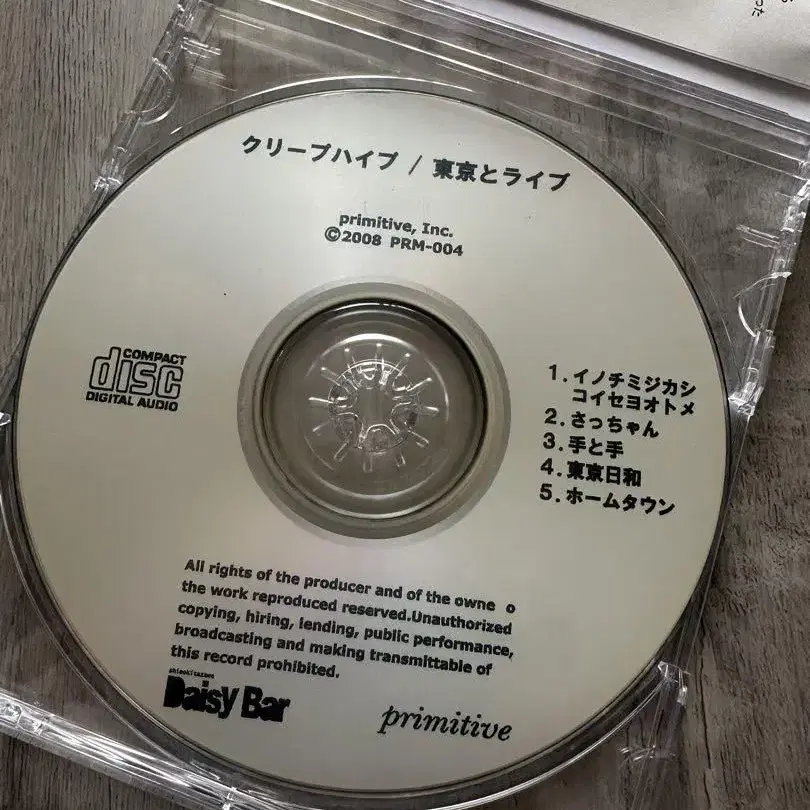 クリープハイプ / 東京とライブ
primitive, Inc.
©2008 PRM-004
COMPACT
disc
DIGITAL AUDIO
1.イノチミジカシ
コイセヨオトメ
2.さっちゃん
3.手と手
4.東京日和
5.ホームタウン
All rights of the producer and of the owne o
the work reproduced reserved.Unauthorized
copying, hiring, lending, public performance,
broadcasting and making transmittable of
this record prohibited.
shimokitazawa
Daisy Bar
primitive